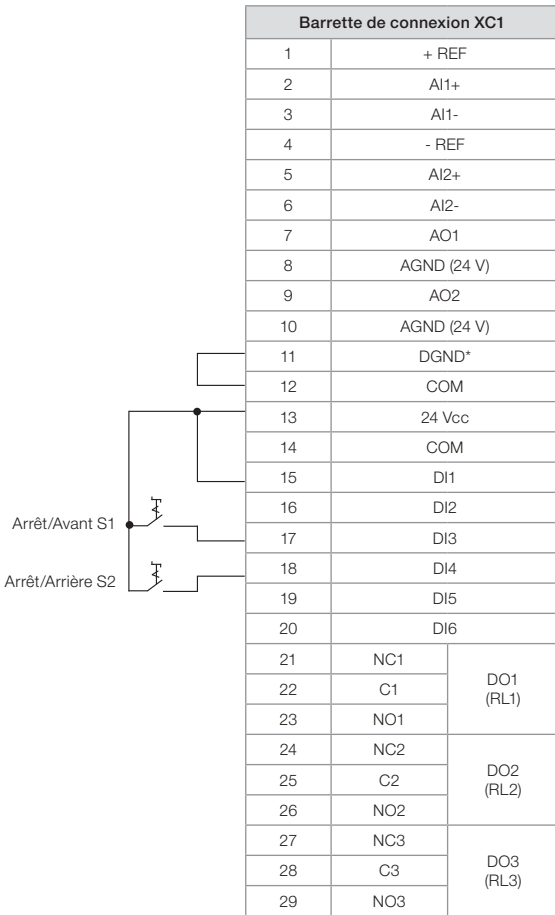 Barrette de connexion XC1
1 + REF
2 AI1+
3 AI1-
4 - REF
5 AI2+
6 AI2-
7 AO1
8 AGND (24 V)
9 AO2
10 AGND (24 V)
11 DGND*
12 COM
13 24 Vcc
14 COM
15 DI1
16 DI2
Arrêt/Avant S1
17 DI3
18 DI4
Arrêt/Arrière S2
19 DI5
20 DI6
21 NC1
22 C1
23 NO1
DO1
(RL1)
24 NC2
25 C2
26 NO2
DO2
(RL2)
27 NC3
28 C3
29 NO3
DO3
(RL3)